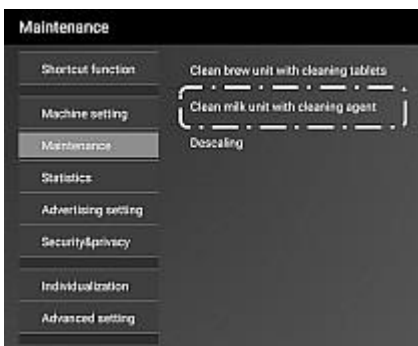 Maintenance
Shortcut function
Machine setting
Maintenance
Statistics
Advertising setting
Security&privacy
Individualization
Advanced setting
Clean brew unit with cleaning tablets
Clean milk unit with cleaning agent
Descaling